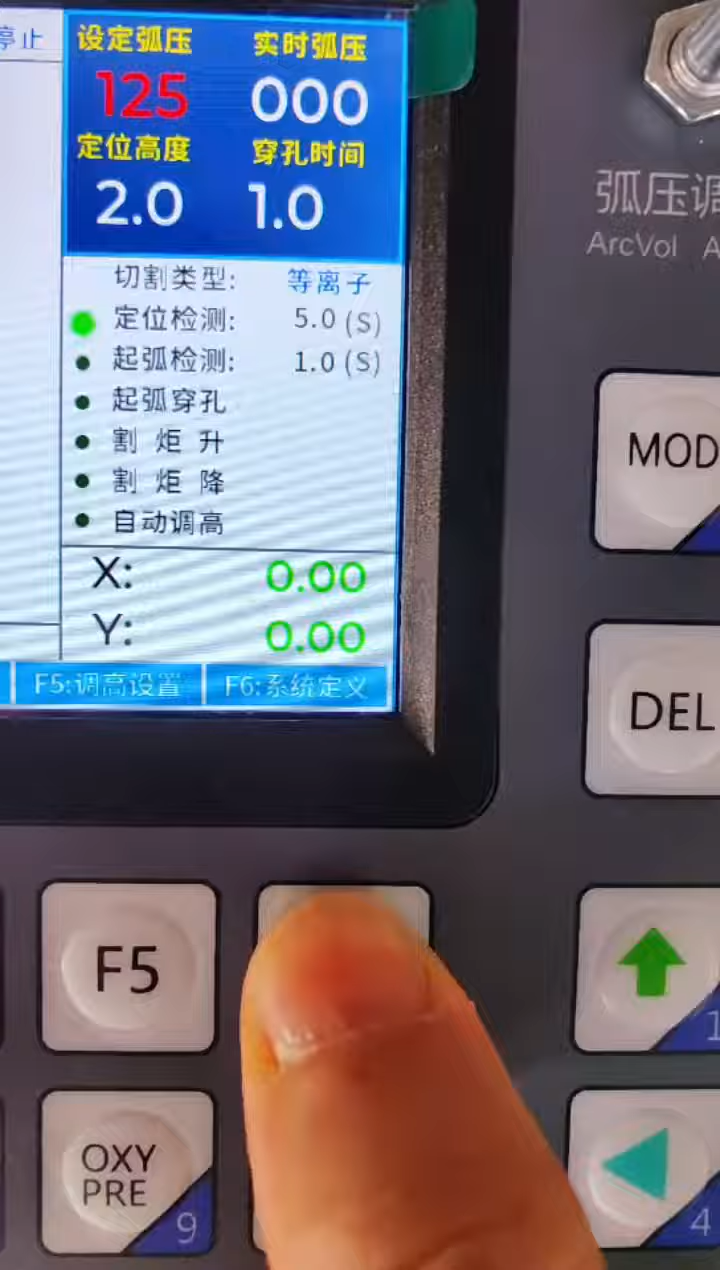 停止
设定弧压 实时弧压
125 000
定位高度 穿孔时间
2.0 1.0
切割类型: 等离子
定位检测: 5.0 (S)
起弧检测: 1.0 (S)
起弧穿孔
割 炬 升
割 炬 降
自动调高
X: 0.00
Y: 0.00
F5:调高设置 F6:系统定义
弧压调
ArcVol A
MOD
DEL
F5
1
OXY
PRE
9
4